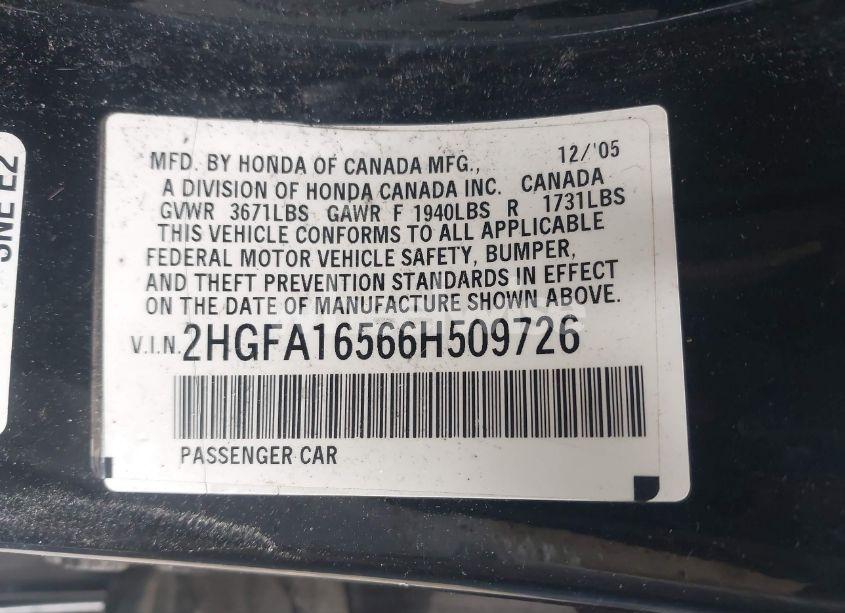 MFD. BY HONDA OF CANADA MFG., 12/'05
A DIVISION OF HONDA CANADA INC. CANADA
GVWR 3671LBS GAWR F 1940LBS R 1731LBS
THIS VEHICLE CONFORMS TO ALL APPLICABLE
FEDERAL MOTOR VEHICLE SAFETY, BUMPER,
AND THEFT PREVENTION STANDARDS IN EFFECT
ON THE DATE OF MANUFACTURE SHOWN ABOVE.
V.I.N. 2HGFA16566H509726
PASSENGER CAR
SNE E2